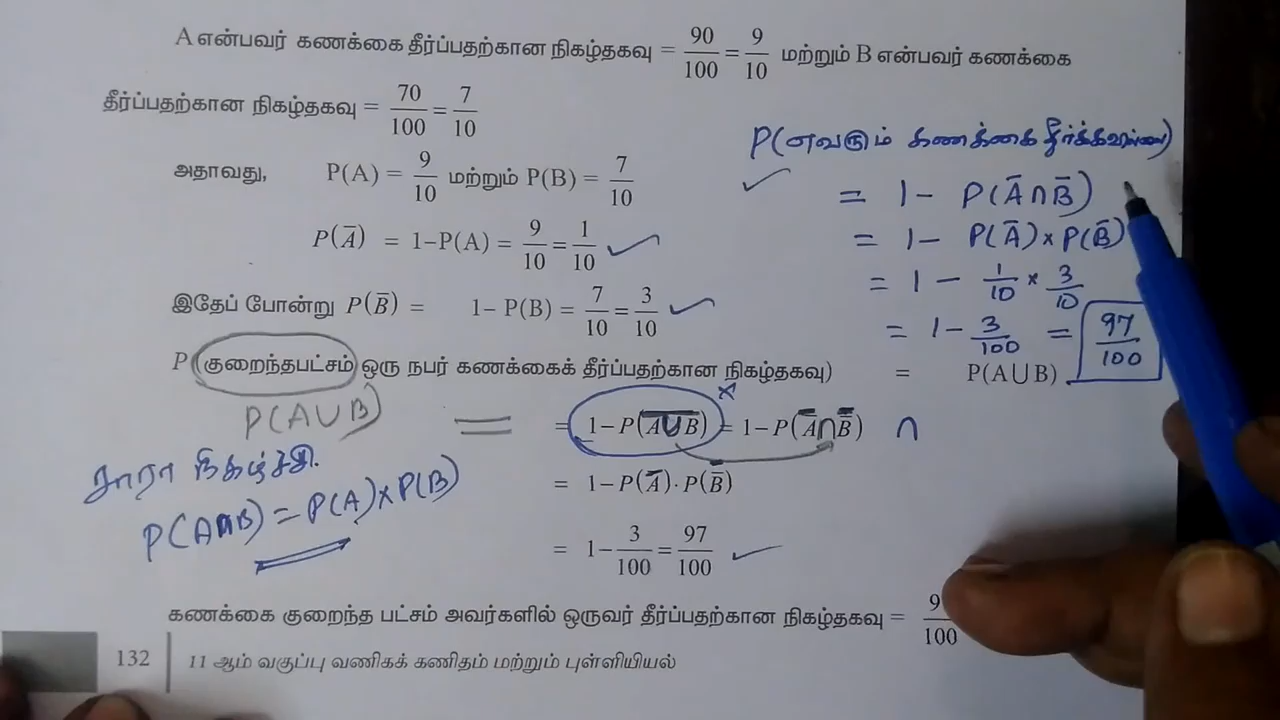 A என்பவர் கணக்கை தீர்ப்பதற்கான நிகழ்தகவு = 90/100 = 9/10 மற்றும் B என்பவர் கணக்கை
தீர்ப்பதற்கான நிகழ்தகவு = 70/100 = 7/10
அதாவது, P(A) = 9/10 மற்றும் P(B) = 7/10
P(A̅) = 1–P(A) = 9/10 = 1/10
இதேப் போன்று P(B̅) = 1– P(B) = 7/10 = 3/10
P (குறைந்தபட்சம் ஒரு நபர் கணக்கைக் தீர்ப்பதற்கான நிகழ்தகவு) = P(A∪B)
P(A∪B) =
= 1–P(A̅∪̅B̅) = 1–P(A̅∩B̅) ∩
= 1–P(A̅)·P(B̅)
= 1–3/100 = 97/100
கணக்கை குறைந்த பட்சம் அவர்களில் ஒருவர் தீர்ப்பதற்கான நிகழ்தகவு = 9/100
132 11 ஆம் வகுப்பு வணிகக் கணிதம் மற்றும் புள்ளியியல்
சாரா நிகழ்ச்சி.
P(A∩B) = P(A)×P(B)
P(எவரும் கணக்கை
= 1 – P(A̅∩B̅)
= 1 – P(A̅)×P(B̅)
= 1 – 1/10 × 3/10
= 1 – 3/100 = 97/100